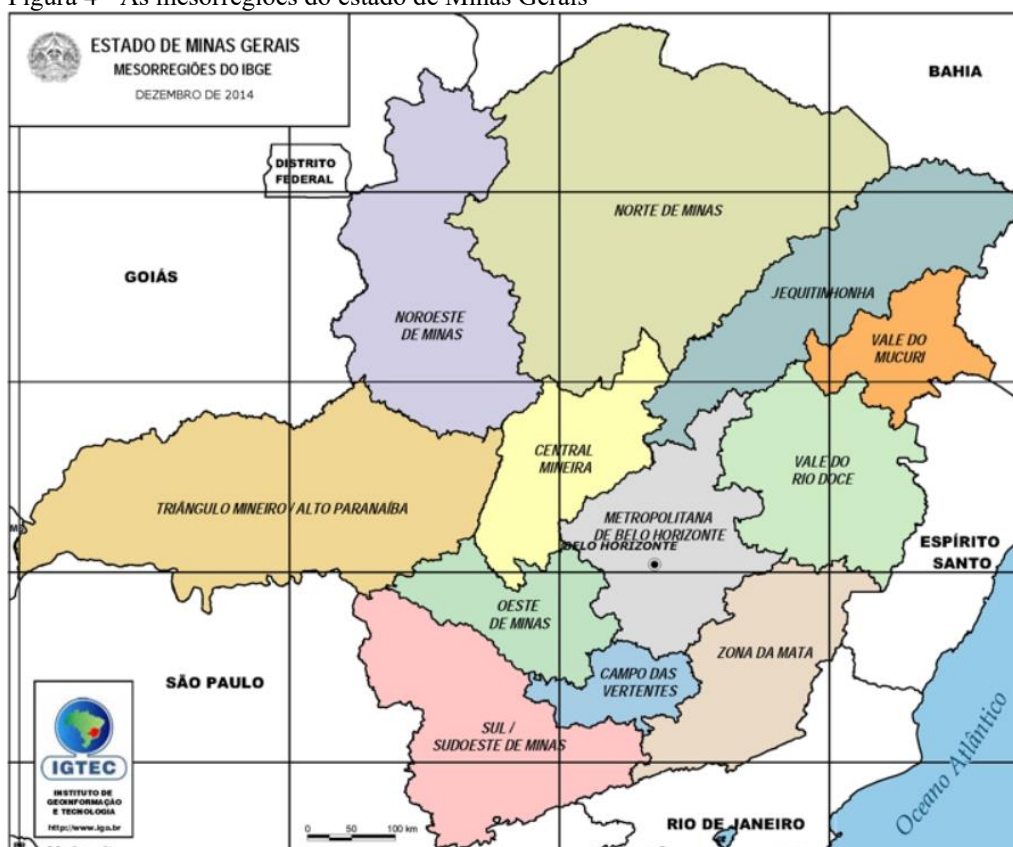 Figura 4 - As mesorregiões do estado de Minas Gerais
ESTADO DE MINAS GERAIS
MESORREGIÕES DO IBGE
DEZEMBRO DE 2014
BAHIA
DISTRITO
FEDERAL
NORTE DE MINAS
GOIÁS
JEQUITINHONHA
NOROESTE
DE MINAS
VALE DO
MUCURI
CENTRAL
MINEIRA
VALE DO
RIO DOCE
TRIÂNGULO MINEIRO / ALTO PARANAÍBA
METROPOLITANA
DE BELO HORIZONTE
BELO HORIZONTE
ESPÍRITO
SANTO
OESTE
DE MINAS
ZONA DA MATA
SÃO PAULO
CAMPO DAS
VERTENTES
SUL /
SUDOESTE DE MINAS
IGTEC
INSTITUTO DE
GEOINFORMAÇÃO
E TECNOLOGIA
http://www.iga.br
Oceano Atlântico
0 50 100 km
RIO DE JANEIRO